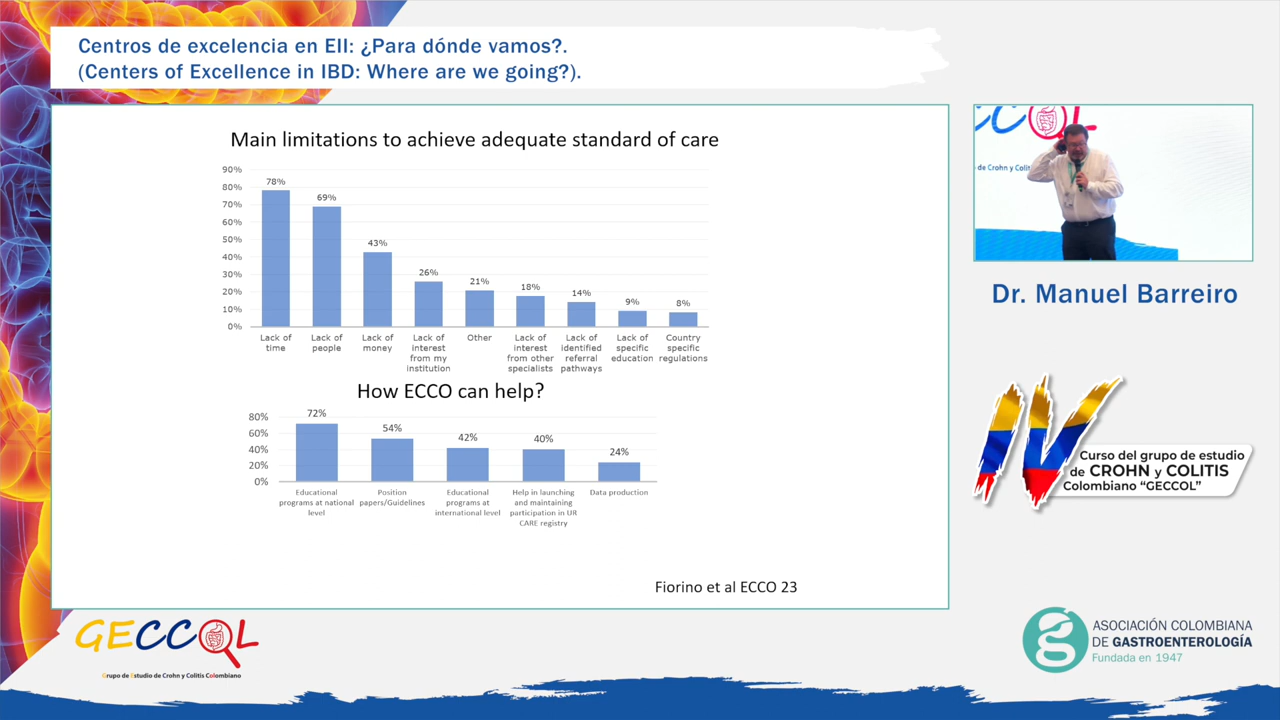 Centros de excelencia en EII: ¿Para dónde vamos?.
(Centers of Excellence in IBD: Where are we going?).
Main limitations to achieve adequate standard of care
90%
80%
70%
60%
50%
40%
30%
20%
10%
0%
78%
69%
43%
26%
21%
18%
14%
9%
8%
Lack of
time
Lack of
people
Lack of
money
Lack of
interest
from my
institution
Other
Lack of
interest
from other
specialists
Lack of
identified
referral
pathways
Lack of
specific
education
Country
specific
regulations
How ECCO can help?
80%
60%
40%
20%
0%
72%
54%
42%
40%
24%
Educational
programs at national
level
Position
papers/Guidelines
Educational
programs at
international level
Help in launching
and maintaining
participation in UR
CARE registry
Data production
Fiorino et al ECCO 23
de Crohn y Colit
Dr. Manuel Barreiro
IV
Curso del grupo de estudio
de CROHN y COLITIS
Colombiano “GECCOL”
GECCOL
Grupo de Estudio de Crohn y Colitis Colombiano
ASOCIACIÓN COLOMBIANA
DE GASTROENTEROLOGÍA
Fundada en 1947